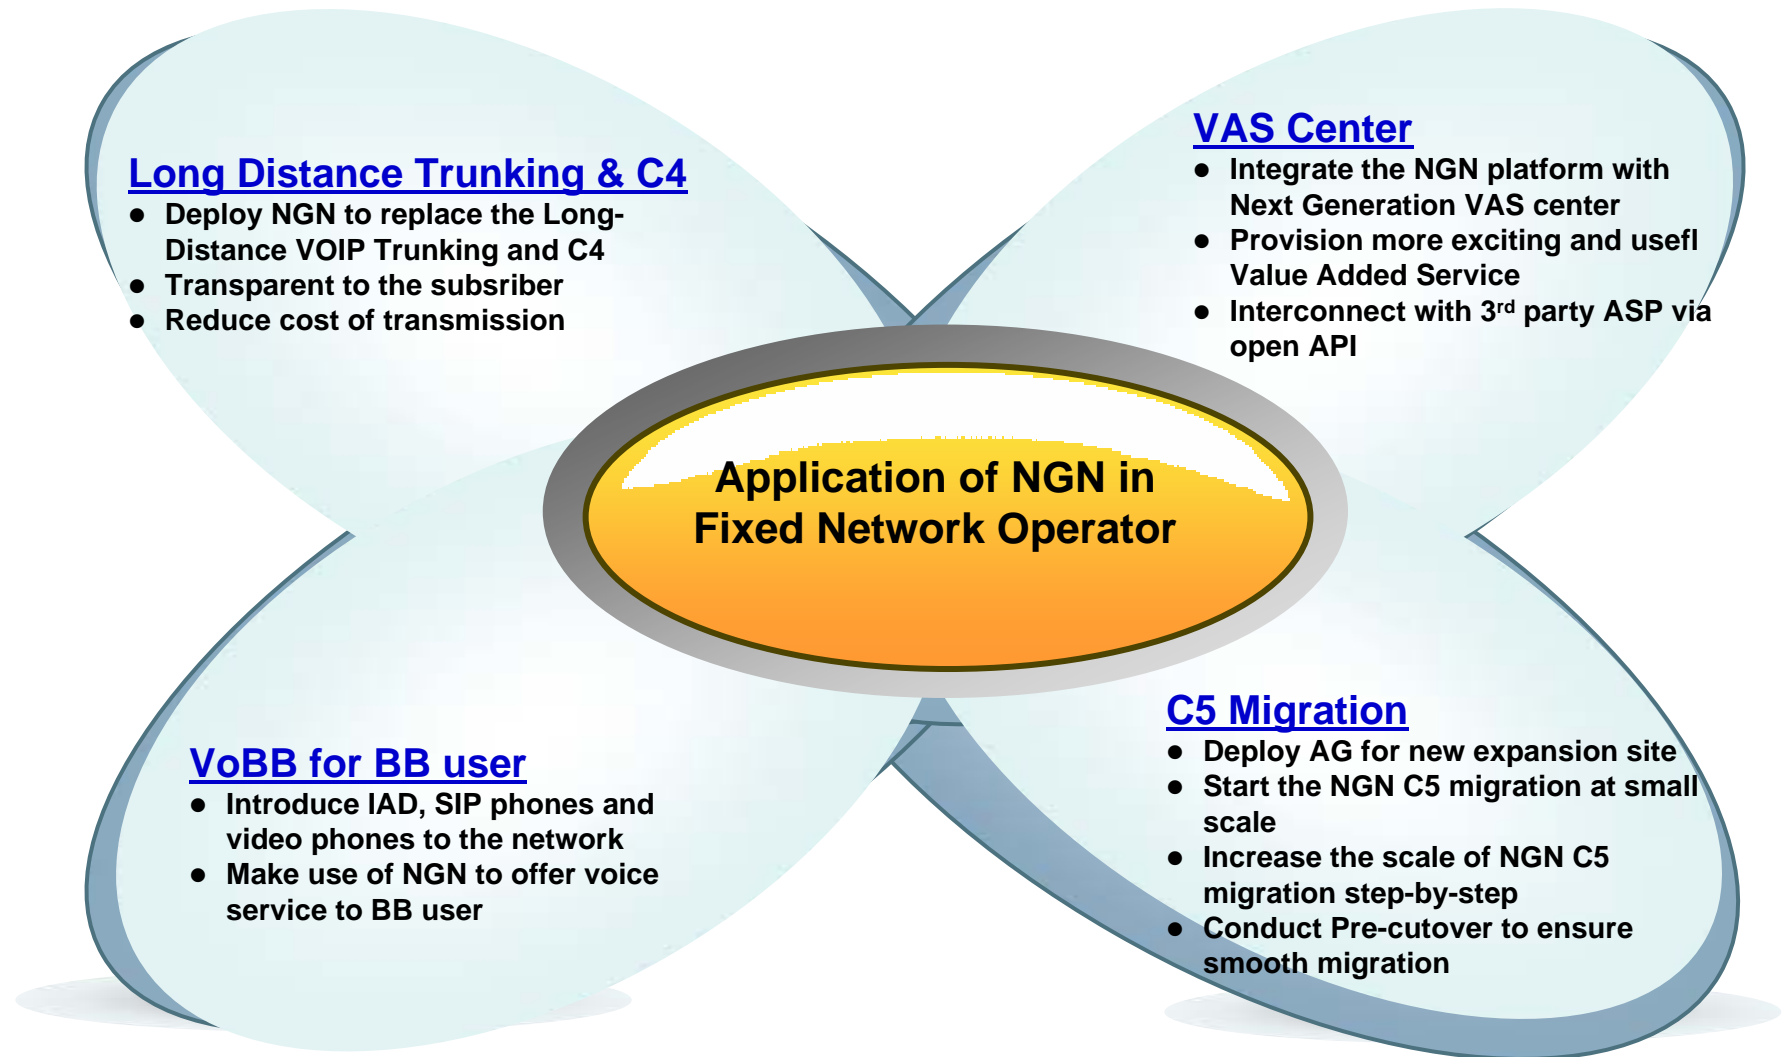 Long Distance Trunking & C4
● Deploy NGN to replace the Long-
Distance VOIP Trunking and C4
● Transparent to the subsriber
● Reduce cost of transmission
VAS Center
● Integrate the NGN platform with
Next Generation VAS center
● Provision more exciting and usefl
Value Added Service
● Interconnect with 3rd party ASP via
open API
Application of NGN in
Fixed Network Operator
VoBB for BB user
● Introduce IAD, SIP phones and
video phones to the network
● Make use of NGN to offer voice
service to BB user
C5 Migration
● Deploy AG for new expansion site
● Start the NGN C5 migration at small
scale
● Increase the scale of NGN C5
migration step-by-step
● Conduct Pre-cutover to ensure
smooth migration